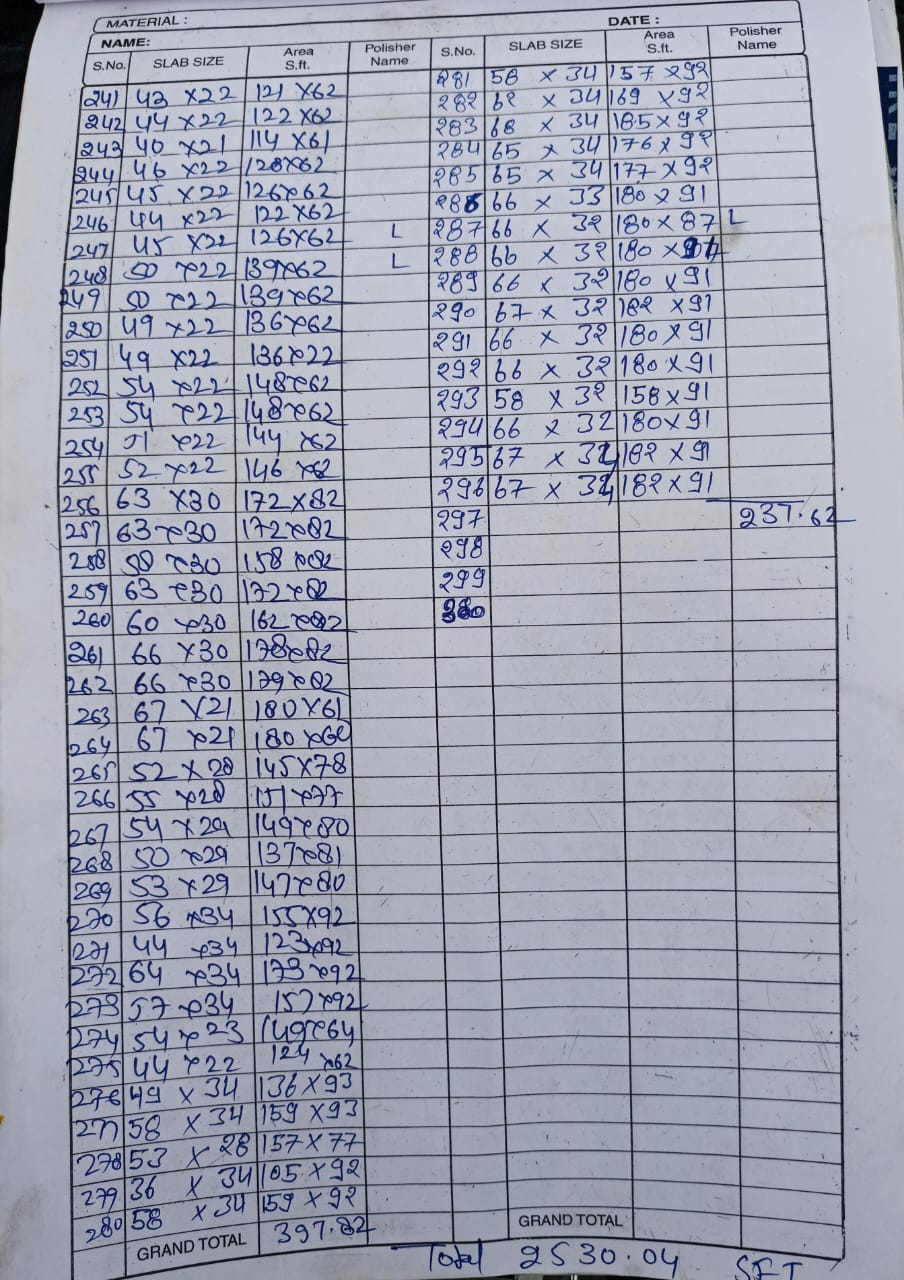 MATERIAL :
DATE :
NAME:
S.No. SLAB SIZE Area S.ft. Polisher Name
241 43 x 22 121 x 62
242 44 x 22 122 x 62
243 40 x 21 114 x 61
244 46 x 22 128 x 62
245 45 x 22 126 x 62
246 44 x 22 122 x 62
247 45 x 22 126 x 62 L
248 50 x 22 139 x 62 L
249 50 x 22 139 x 62
250 49 x 22 136 x 62
251 49 x 22 136 x 22
252 54 x 22 148 x 62
253 54 x 22 148 x 62
254 51 x 22 144 x 62
255 52 x 22 146 x 62
256 63 x 30 172 x 82
257 63 x 30 172 x 82
258 58 x 30 158 x 82
259 63 x 30 172 x 82
260 60 x 30 162 x 82
261 66 x 30 178 x 82
262 66 x 30 179 x 82
263 67 x 21 180 x 61
264 67 x 21 180 x 60
265 52 x 28 145 x 78
266 55 x 28 151 x 77
267 54 x 29 149 x 80
268 50 x 29 137 x 81
269 53 x 29 147 x 80
270 56 x 34 155 x 92
271 44 x 34 123 x 92
272 64 x 34 173 x 92
273 57 x 34 157 x 92
274 54 x 23 149 x 64
275 44 x 22 124 x 62
276 49 x 34 136 x 93
277 58 x 34 159 x 93
278 53 x 28 157 x 77
279 36 x 34 105 x 92
280 58 x 34 159 x 92
GRAND TOTAL 397.82
S.No. SLAB SIZE Area S.ft. Polisher Name
281 58 x 34 157 x 92
282 62 x 34 169 x 92
283 68 x 34 185 x 92
284 65 x 34 176 x 92
285 65 x 34 177 x 92
286 66 x 33 180 x 91
287 66 x 32 180 x 87 L
288 66 x 32 180 x
289 66 x 32 180 x 91
290 67 x 32 182 x 91
291 66 x 32 180 x 91
292 66 x 32 180 x 91
293 58 x 32 158 x 91
294 66 x 32 180 x 91
295 67 x 182 x 91
296 67 x 182 x 91
297 237.62
298
299
GRAND TOTAL
Total 2530.04 SFT